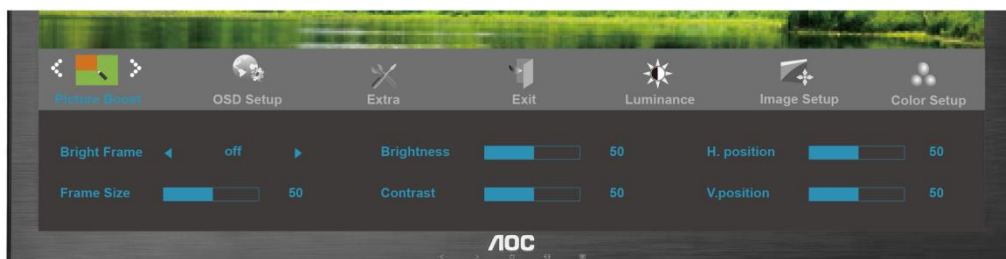 Picture Boost OSD Setup Extra Exit Luminance Image Setup Color Setup
Bright Frame off Brightness 50 H. position 50
Frame Size 50 Contrast 50 V.position 50
AOC